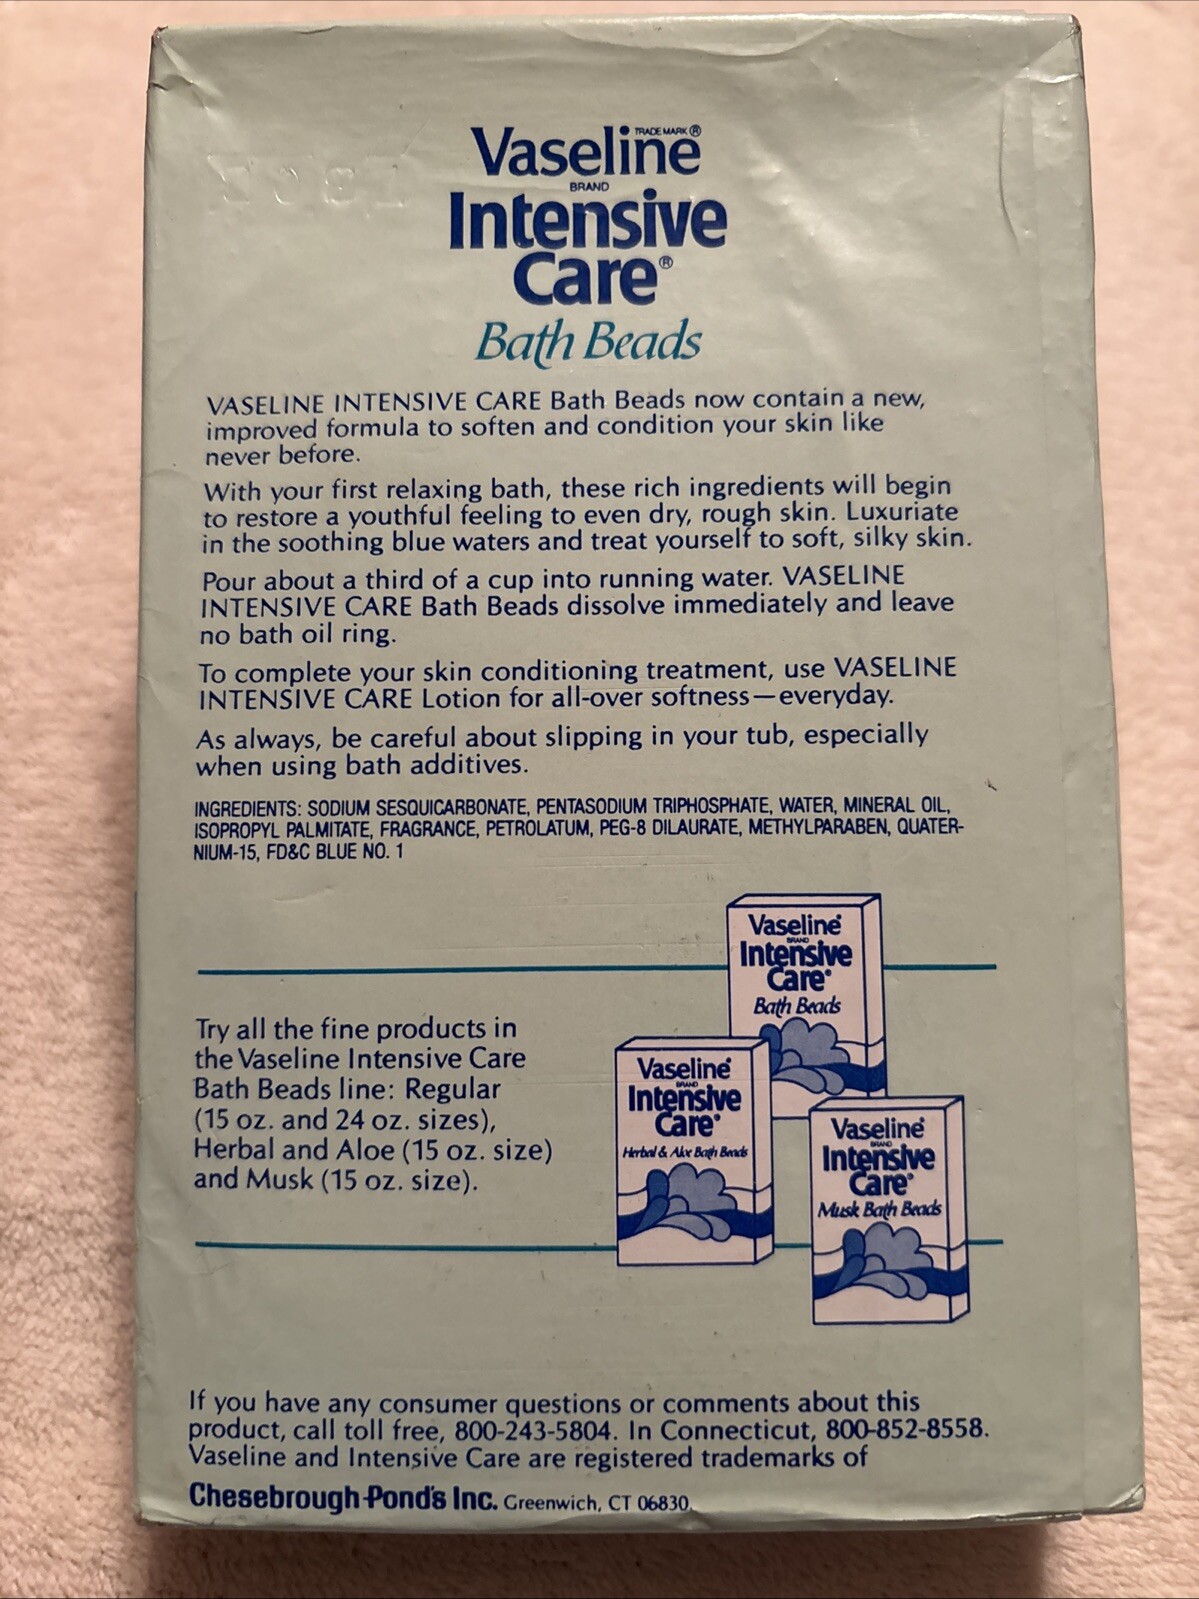 Vaseline TRADE MARK®
BRAND
Intensive
Care®
Bath Beads
VASELINE INTENSIVE CARE Bath Beads now contain a new,
improved formula to soften and condition your skin like
never before.
With your first relaxing bath, these rich ingredients will begin
to restore a youthful feeling to even dry, rough skin. Luxuriate
in the soothing blue waters and treat yourself to soft, silky skin.
Pour about a third of a cup into running water. VASELINE
INTENSIVE CARE Bath Beads dissolve immediately and leave
no bath oil ring.
To complete your skin conditioning treatment, use VASELINE
INTENSIVE CARE Lotion for all-over softness—everyday.
As always, be careful about slipping in your tub, especially
when using bath additives.
INGREDIENTS: SODIUM SESQUICARBONATE, PENTASODIUM TRIPHOSPHATE, WATER, MINERAL OIL,
ISOPROPYL PALMITATE, FRAGRANCE, PETROLATUM, PEG-8 DILAURATE, METHYLPARABEN, QUATER-
NIUM-15, FD&C BLUE NO. 1
Vaseline
BRAND
Intensive
Care®
Bath Beads
Try all the fine products in
the Vaseline Intensive Care
Bath Beads line: Regular
(15 oz. and 24 oz. sizes),
Herbal and Aloe (15 oz. size)
and Musk (15 oz. size).
Vaseline
BRAND
Intensive
Care®
Herbal & Aloe Bath Beads
Vaseline
BRAND
Intensive
Care®
Musk Bath Beads
If you have any consumer questions or comments about this
product, call toll free, 800-243-5804. In Connecticut, 800-852-8558.
Vaseline and Intensive Care are registered trademarks of
Chesebrough-Pond's Inc. Greenwich, CT 06830.